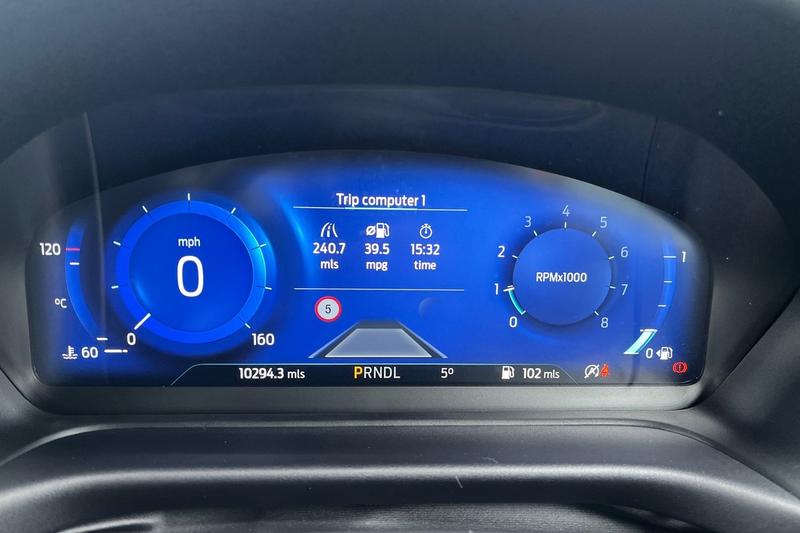 Trip computer 1
240.7 39.5 15:32
mls mpg time
120
°C
60
mph
0
0 160
5
0 1 2 3 4 5 6 7 8
RPMx1000
1
0
10294.3 mls PRNDL 5° 102 mls
A